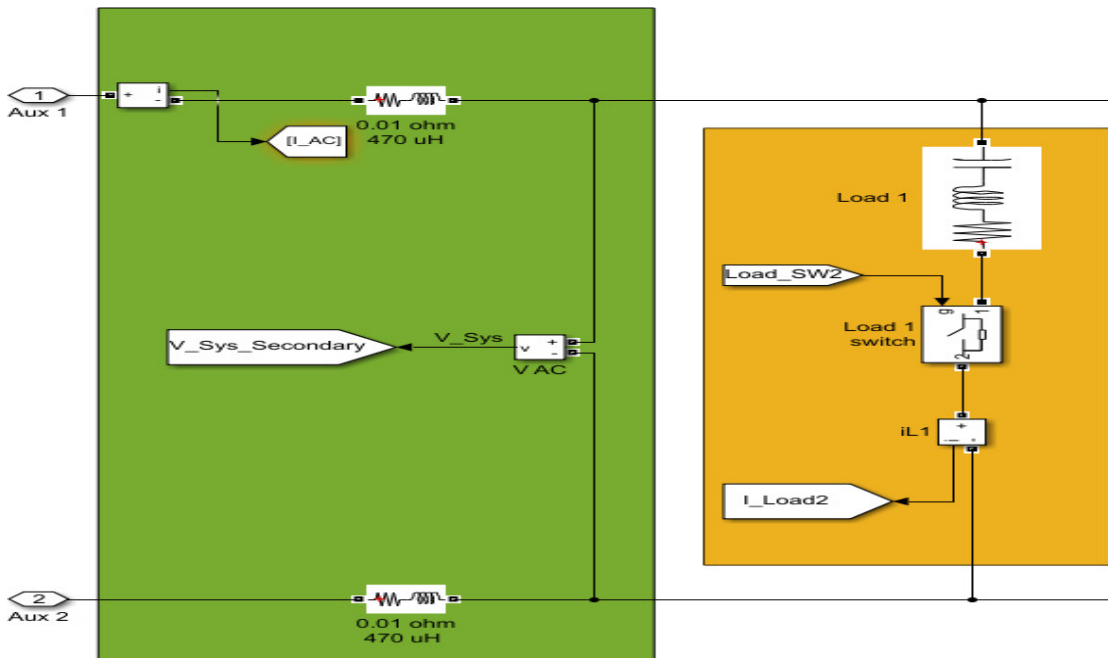 1
Aux 1
+
i
-
[I_AC]
0.01 ohm
470 uH
Load 1
Load_SW2
g
1
Load 1
switch
2
V_Sys_Secondary
V_Sys
v
+
-
V AC
iL1
+
i
-
I_Load2
2
Aux 2
0.01 ohm
470 uH